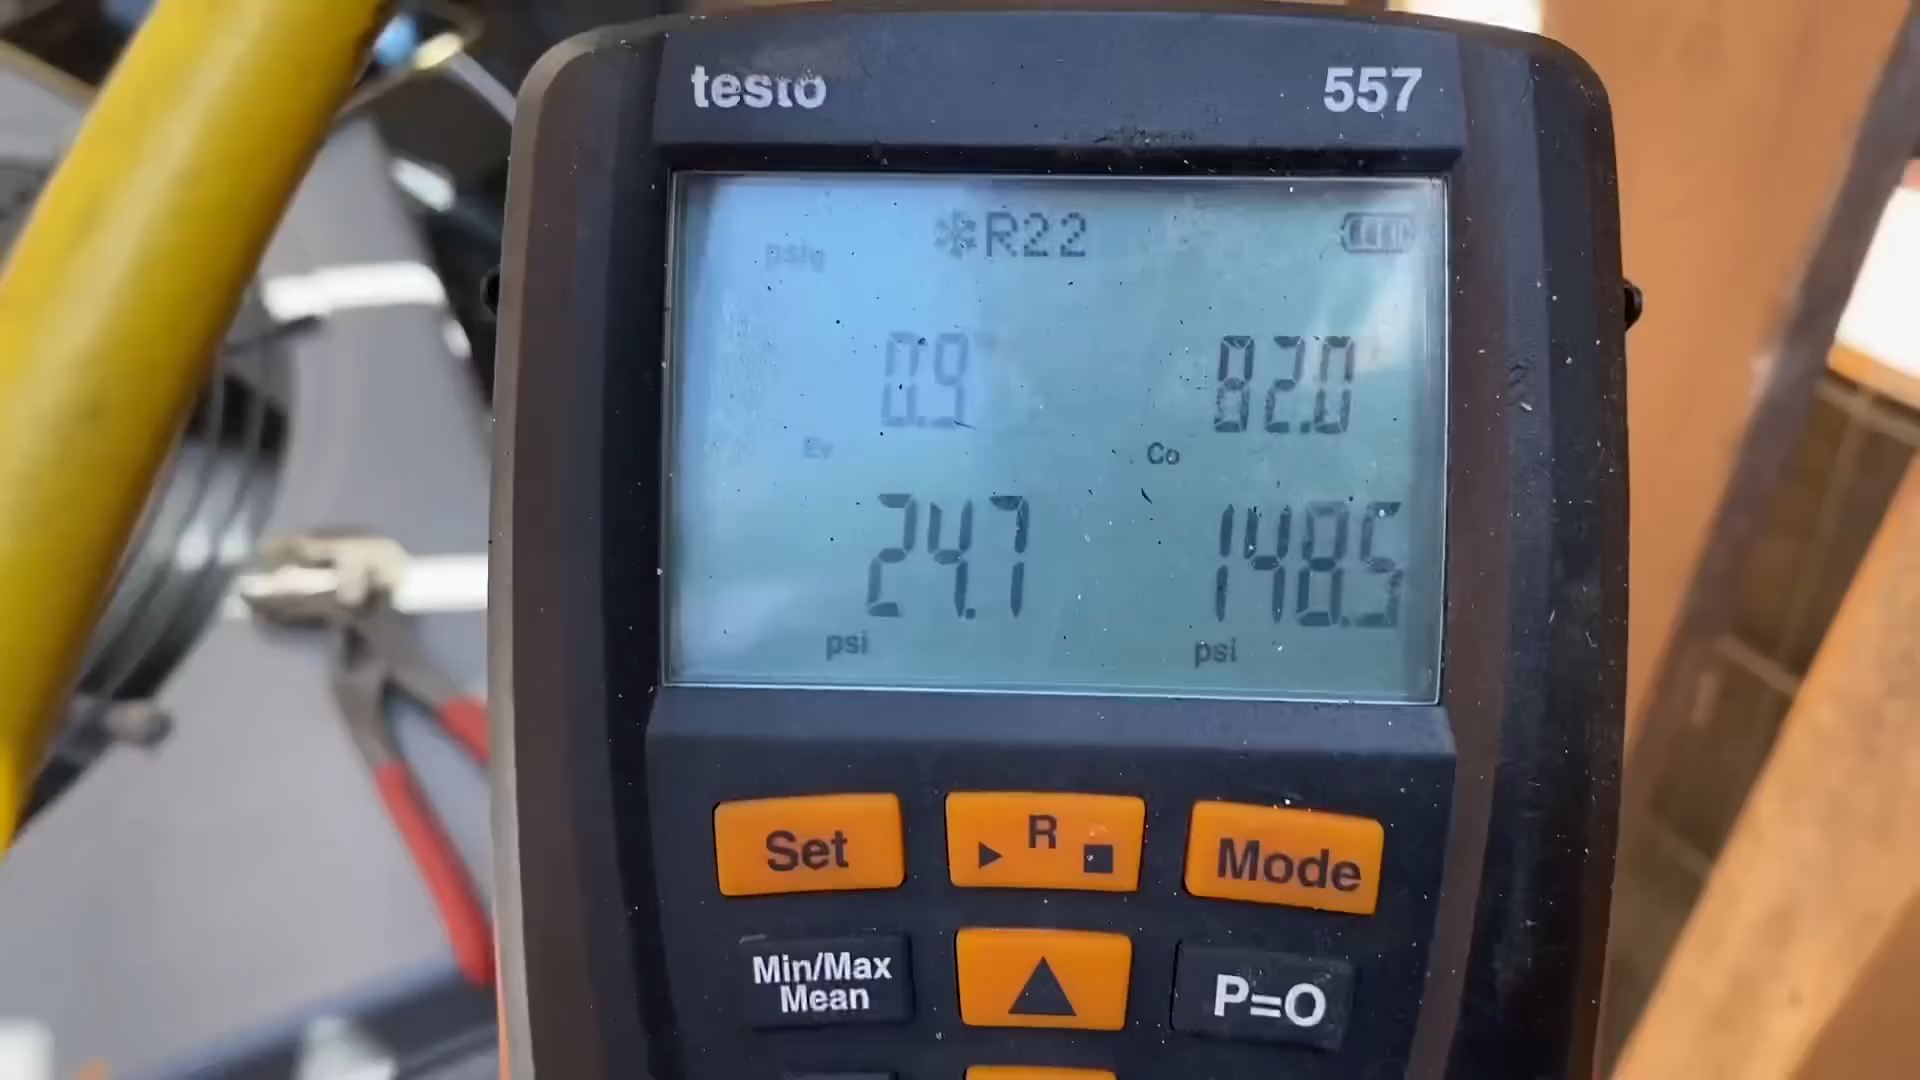 testo 557
psig R22
0.9 82.0
Ev Co
24.7 148.5
psi psi
Set R Mode
Min/Max
Mean
P=O